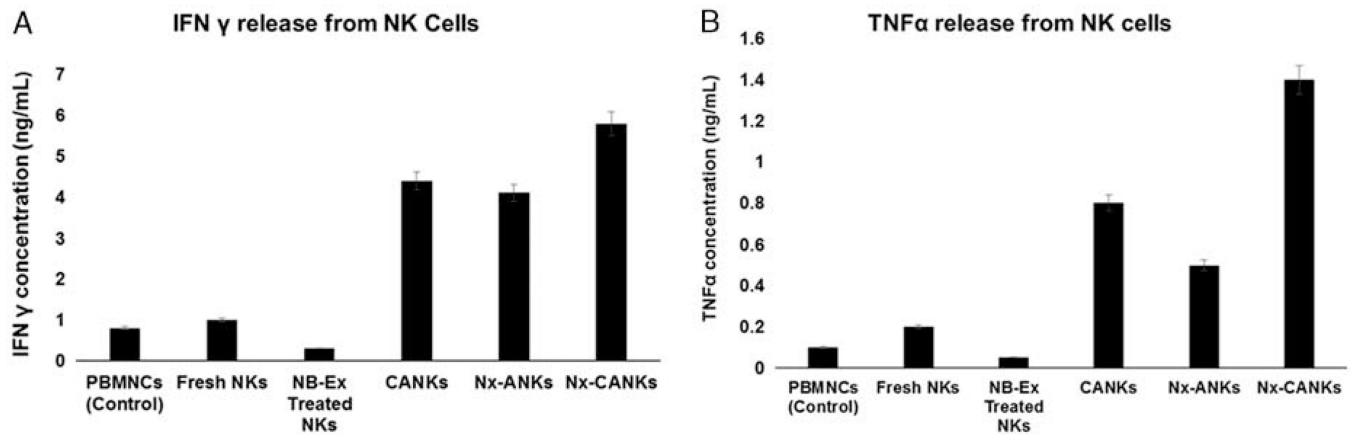 A
IFN γ release from NK Cells
IFN γ concentration (ng/mL)
7
6
5
4
3
2
1
0
PBMNCs
(Control)
Fresh NKs
NB-Ex
Treated
NKs
CANKs
Nx-ANKs
Nx-CANKs
B
TNFα release from NK cells
TNFα concentration (ng/mL)
1.6
1.4
1.2
1
0.8
0.6
0.4
0.2
0
PBMNCs
(Control)
Fresh NKs
NB-Ex
Treated
NKs
CANKs
Nx-ANKs
Nx-CANKs